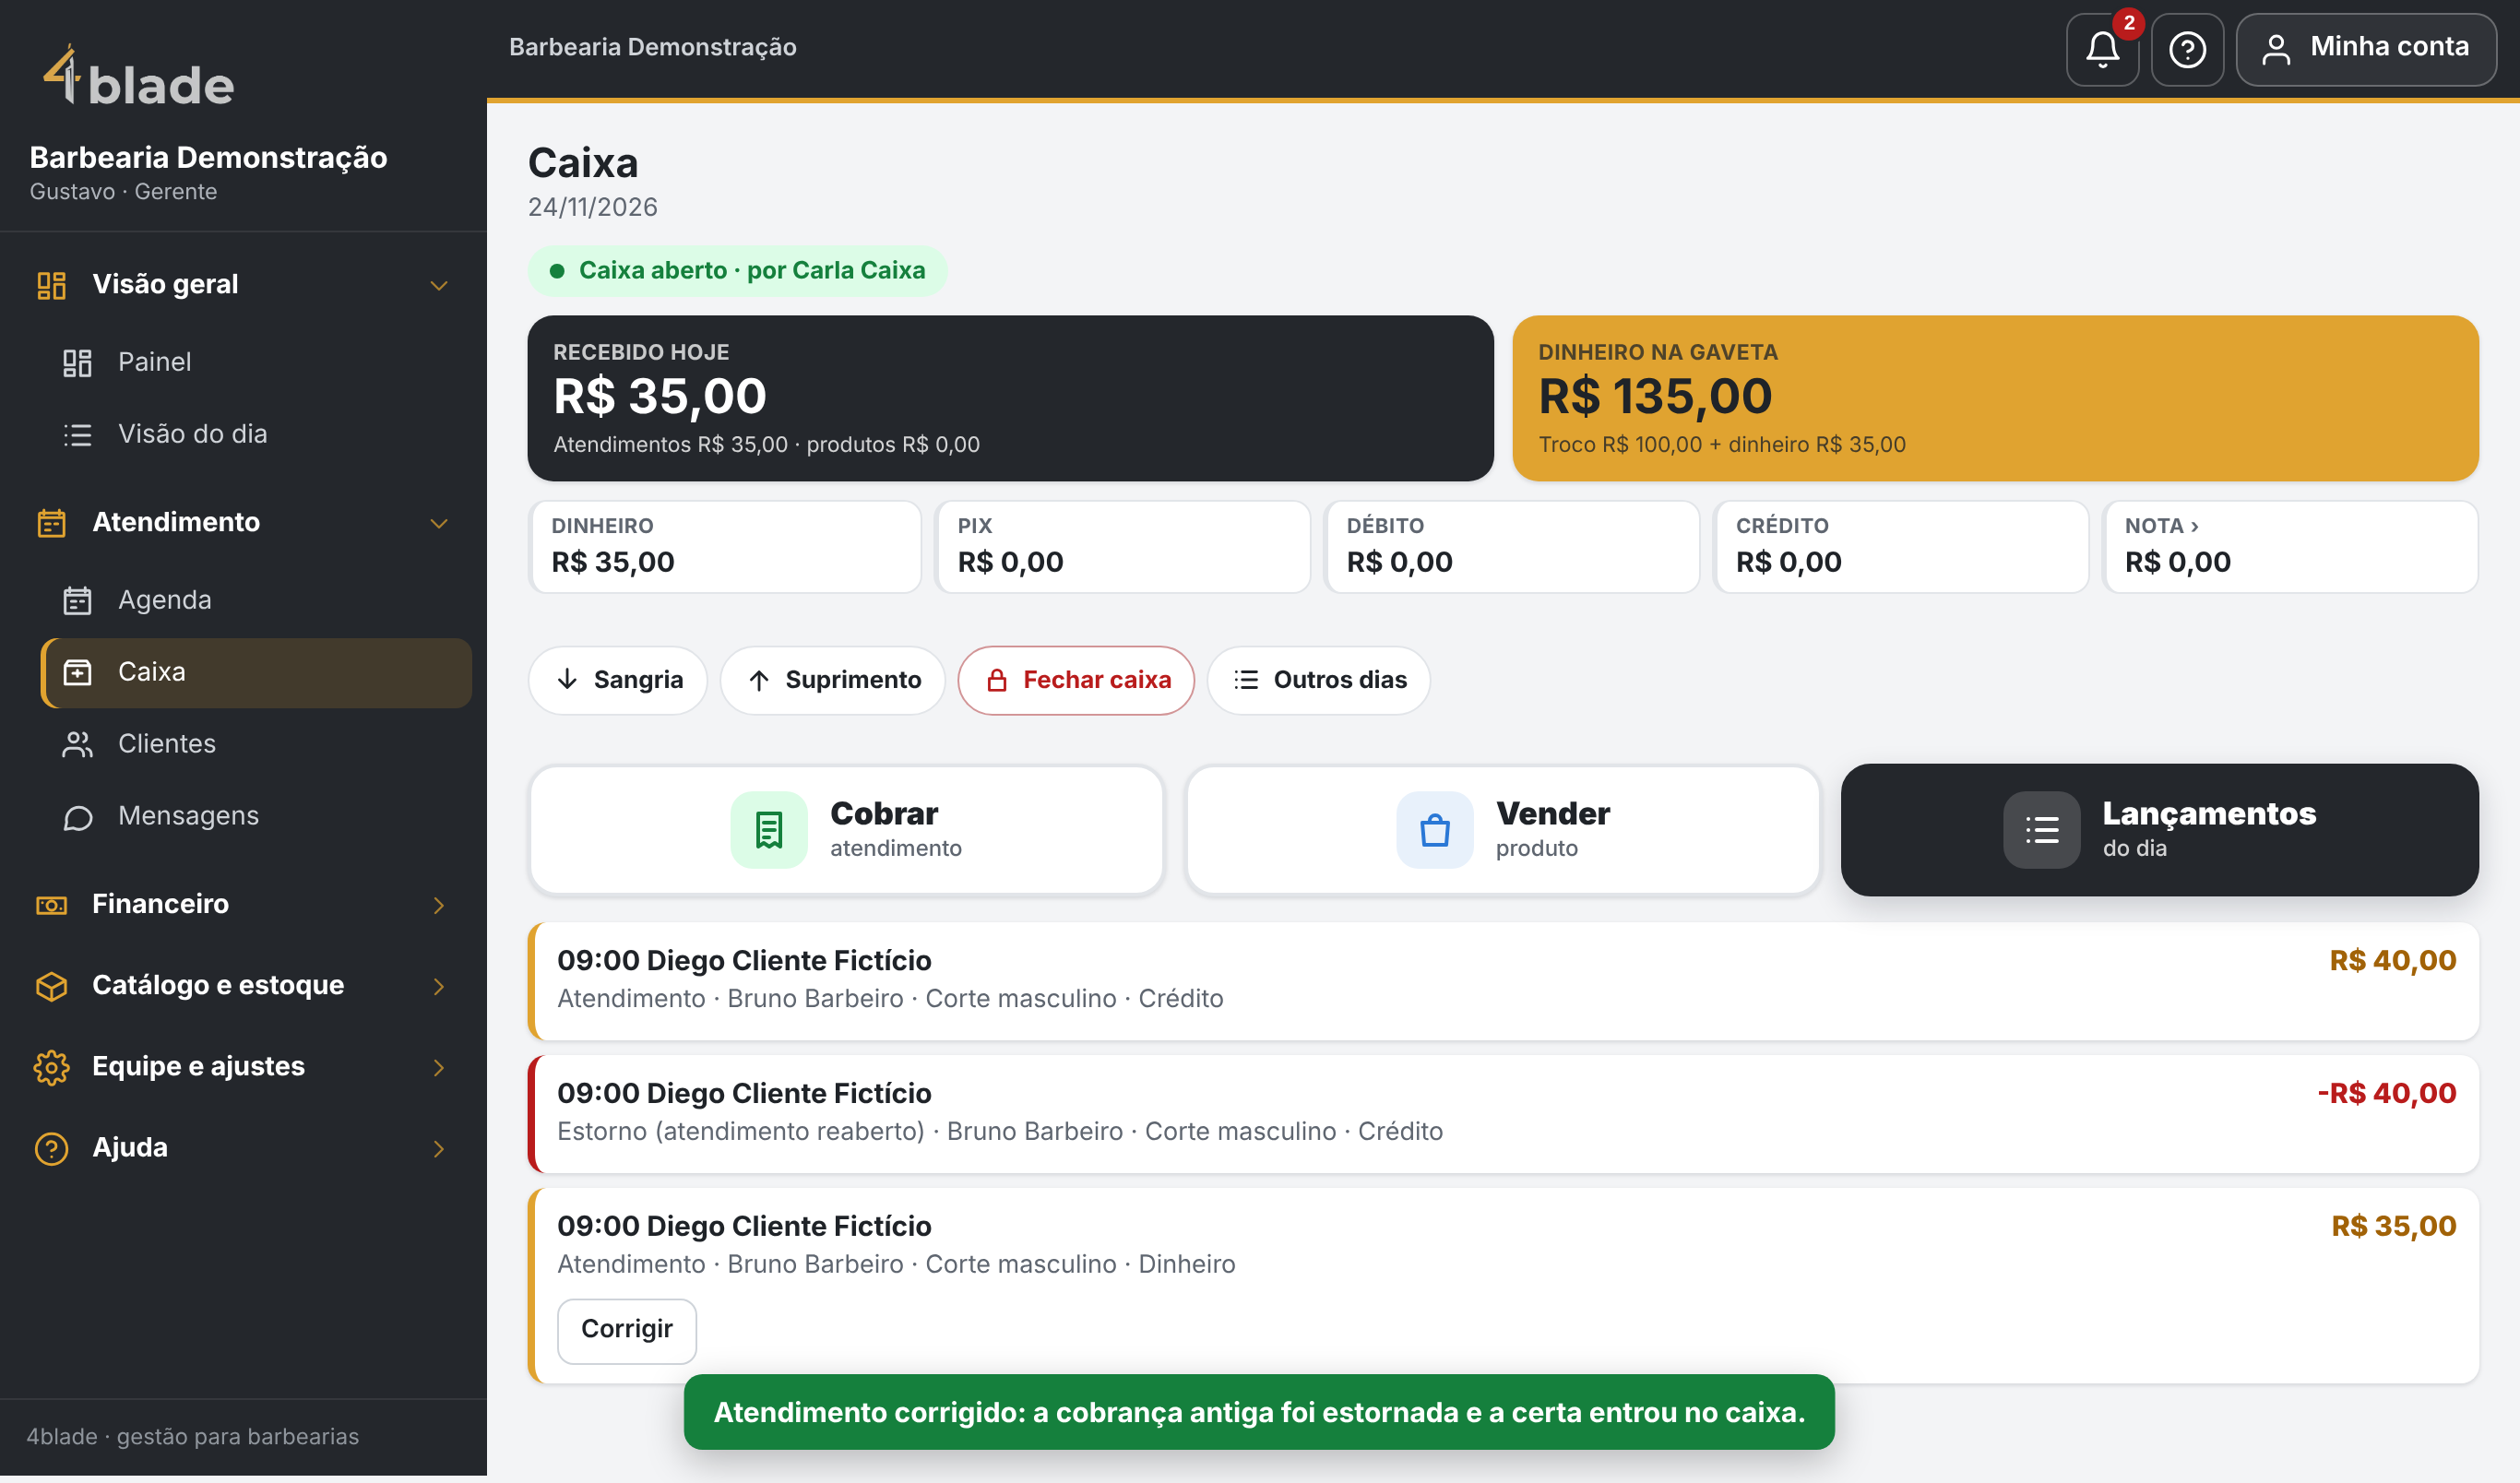 4blade
Barbearia Demonstração
Gustavo · Gerente
Visão geral
Painel
Visão do dia
Atendimento
Agenda
Caixa
Clientes
Mensagens
Financeiro
Catálogo e estoque
Equipe e ajustes
Ajuda
4blade · gestão para barbearias
Barbearia Demonstração
2
Minha conta
Caixa
24/11/2026
Caixa aberto · por Carla Caixa
RECEBIDO HOJE
R$ 35,00
Atendimentos R$ 35,00 · produtos R$ 0,00
DINHEIRO NA GAVETA
R$ 135,00
Troco R$ 100,00 + dinheiro R$ 35,00
DINHEIRO
R$ 35,00
PIX
R$ 0,00
DÉBITO
R$ 0,00
CRÉDITO
R$ 0,00
NOTA ›
R$ 0,00
Sangria
Suprimento
Fechar caixa
Outros dias
Cobrar
atendimento
Vender
produto
Lançamentos
do dia
09:00 Diego Cliente Fictício R$ 40,00
Atendimento · Bruno Barbeiro · Corte masculino · Crédito
09:00 Diego Cliente Fictício -R$ 40,00
Estorno (atendimento reaberto) · Bruno Barbeiro · Corte masculino · Crédito
09:00 Diego Cliente Fictício R$ 35,00
Atendimento · Bruno Barbeiro · Corte masculino · Dinheiro
Corrigir
Atendimento corrigido: a cobrança antiga foi estornada e a certa entrou no caixa.